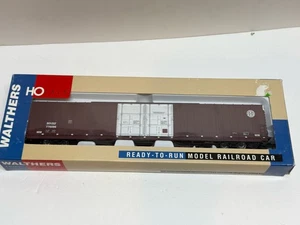 WALTHERS
HO
WALTHERS
READY-TO-RUN MODEL RAILROAD CAR